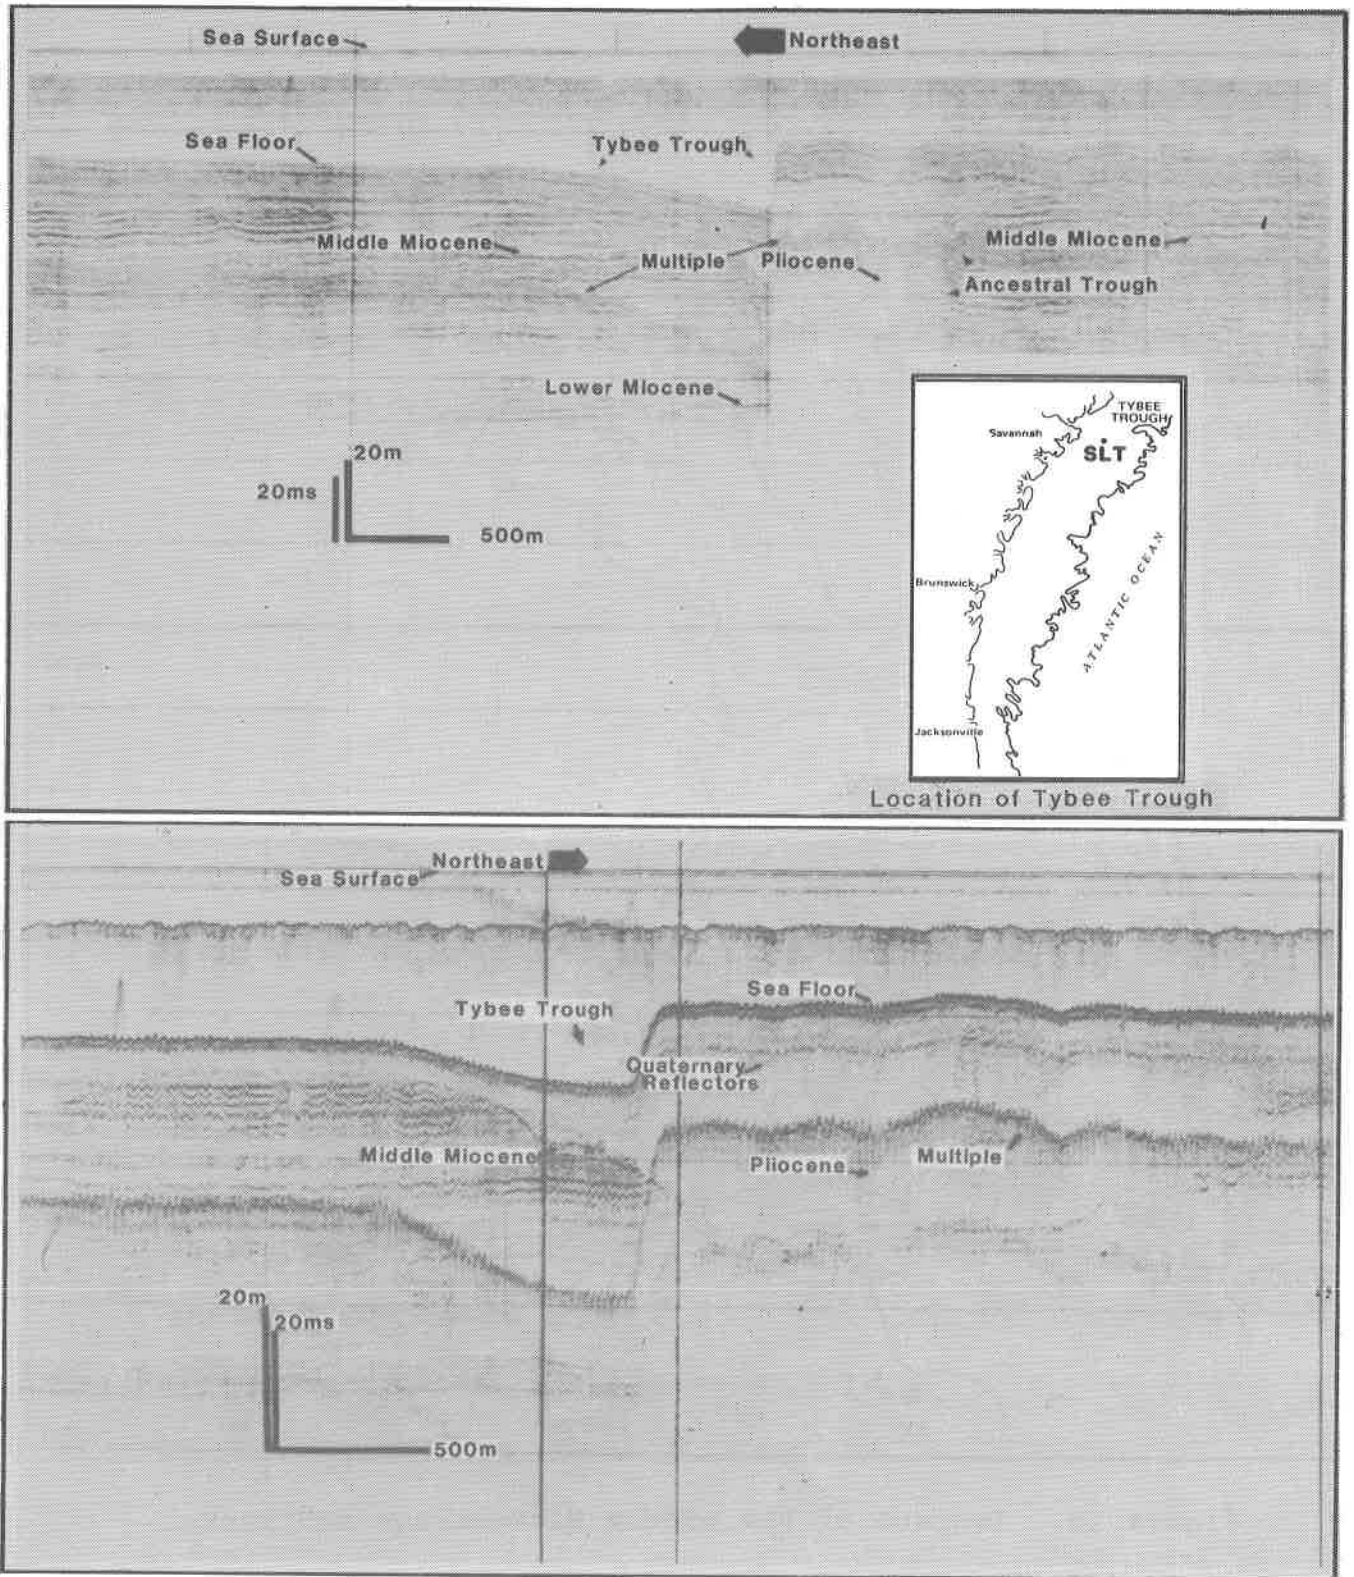 Sea Surface
Northeast
Sea Floor
Tybee Trough
Middle Miocene
Multiple
Pliocene
Middle Miocene
Ancestral Trough
Lower Miocene
20m
20ms
500m
TYBEE
TROUGH
Savannah
SLT
Brunswick
ATLANTIC OCEAN
Jacksonville
Location of Tybee Trough
Northeast
Sea Surface
Sea Floor
Tybee Trough
Quaternary
Reflectors
Middle Miocene
Pliocene
Multiple
20m
20ms
500m